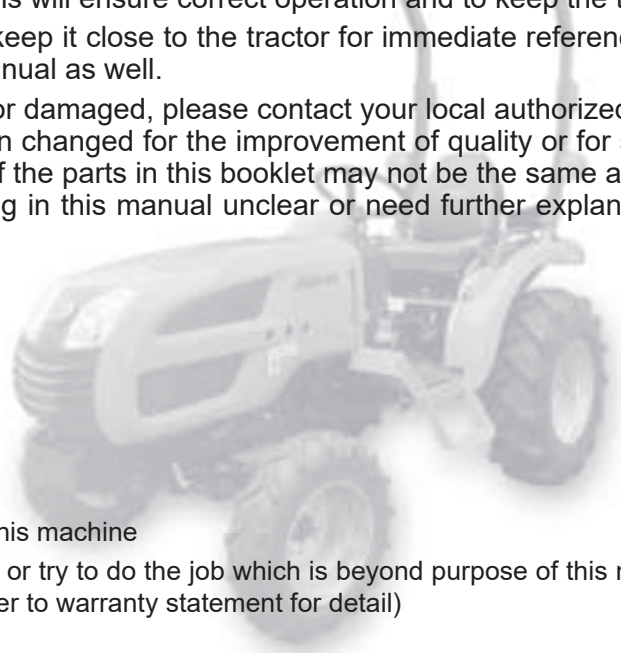 will ensure correct operation and to keep the
keep it close to the tractor for immediate
nual as well.
or damaged, please contact your local authorized
n changed for the improvement of quality or for
f the parts in this booklet may not be the same
g in this manual unclear or need further
his machine
or try to do the job which is beyond purpose of this
er to warranty statement for detail)